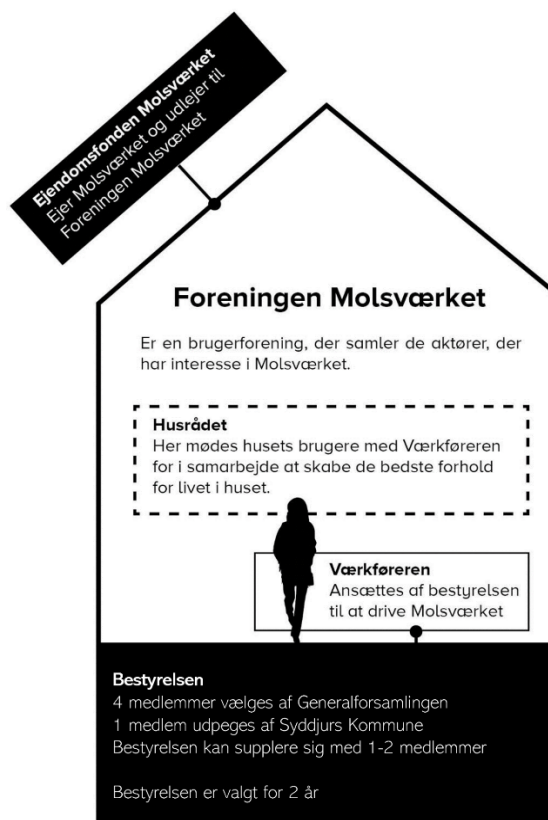 Ejendomsfonden Molsværket
Ejer Molsværket og udlejer til
Foreningen Molsværket
Foreningen Molsværket
Er en brugerforening, der samler de aktører, der
har interesse i Molsværket.
Husrådet
Her mødes husets brugere med Værkføreren
for i samarbejde at skabe de bedste forhold
for livet i huset.
Værkføreren
Ansættes af bestyrelsen
til at drive Molsværket
Bestyrelsen
4 medlemmer vælges af Generalforsamlingen
1 medlem udpeges af Syddjurs Kommune
Bestyrelsen kan supplere sig med 1-2 medlemmer
Bestyrelsen er valgt for 2 år